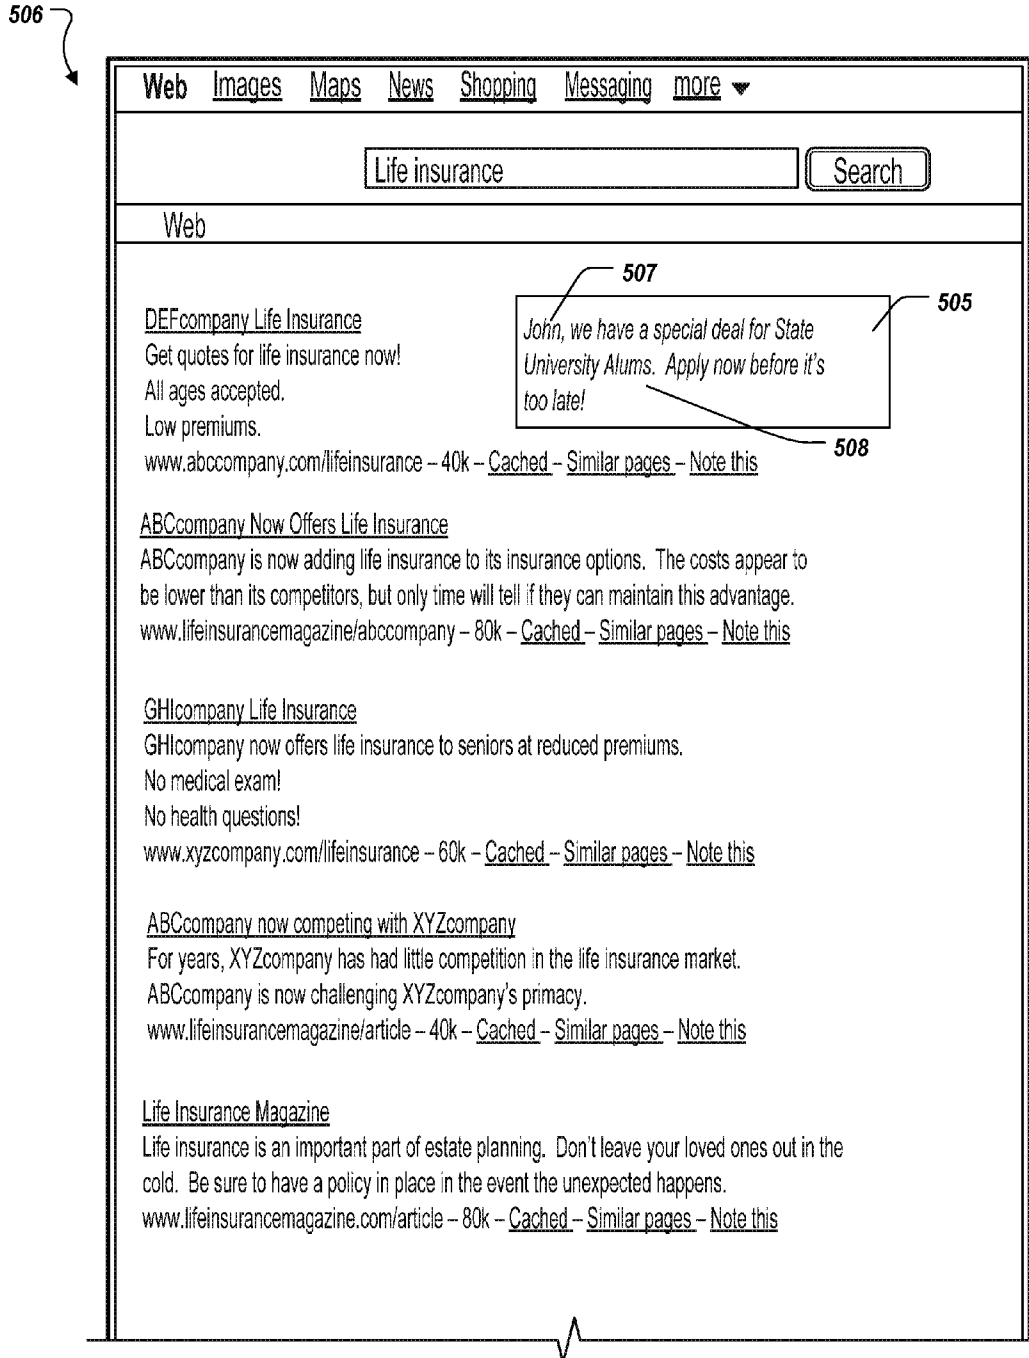 506
Web Images Maps News Shopping Messaging more
Life insurance Search
Web
507
505
John, we have a special deal for State
University Alums. Apply now before it's
too late!
508
DEFcompany Life Insurance
Get quotes for life insurance now!
All ages accepted.
Low premiums.
www.abccompany.com/lifeinsurance – 40k – Cached – Similar pages – Note this
ABCcompany Now Offers Life Insurance
ABCcompany is now adding life insurance to its insurance options. The costs appear to
be lower than its competitors, but only time will tell if they can maintain this advantage.
www.lifeinsurancemagazine/abccompany – 80k – Cached – Similar pages – Note this
GHIcompany Life Insurance
GHIcompany now offers life insurance to seniors at reduced premiums.
No medical exam!
No health questions!
www.xyzcompany.com/lifeinsurance – 60k – Cached – Similar pages – Note this
ABCcompany now competing with XYZcompany
For years, XYZcompany has had little competition in the life insurance market.
ABCcompany is now challenging XYZcompany's primacy.
www.lifeinsurancemagazine/article – 40k – Cached – Similar pages – Note this
Life Insurance Magazine
Life insurance is an important part of estate planning. Don't leave your loved ones out in the
cold. Be sure to have a policy in place in the event the unexpected happens.
www.lifeinsurancemagazine.com/article – 80k – Cached – Similar pages – Note this